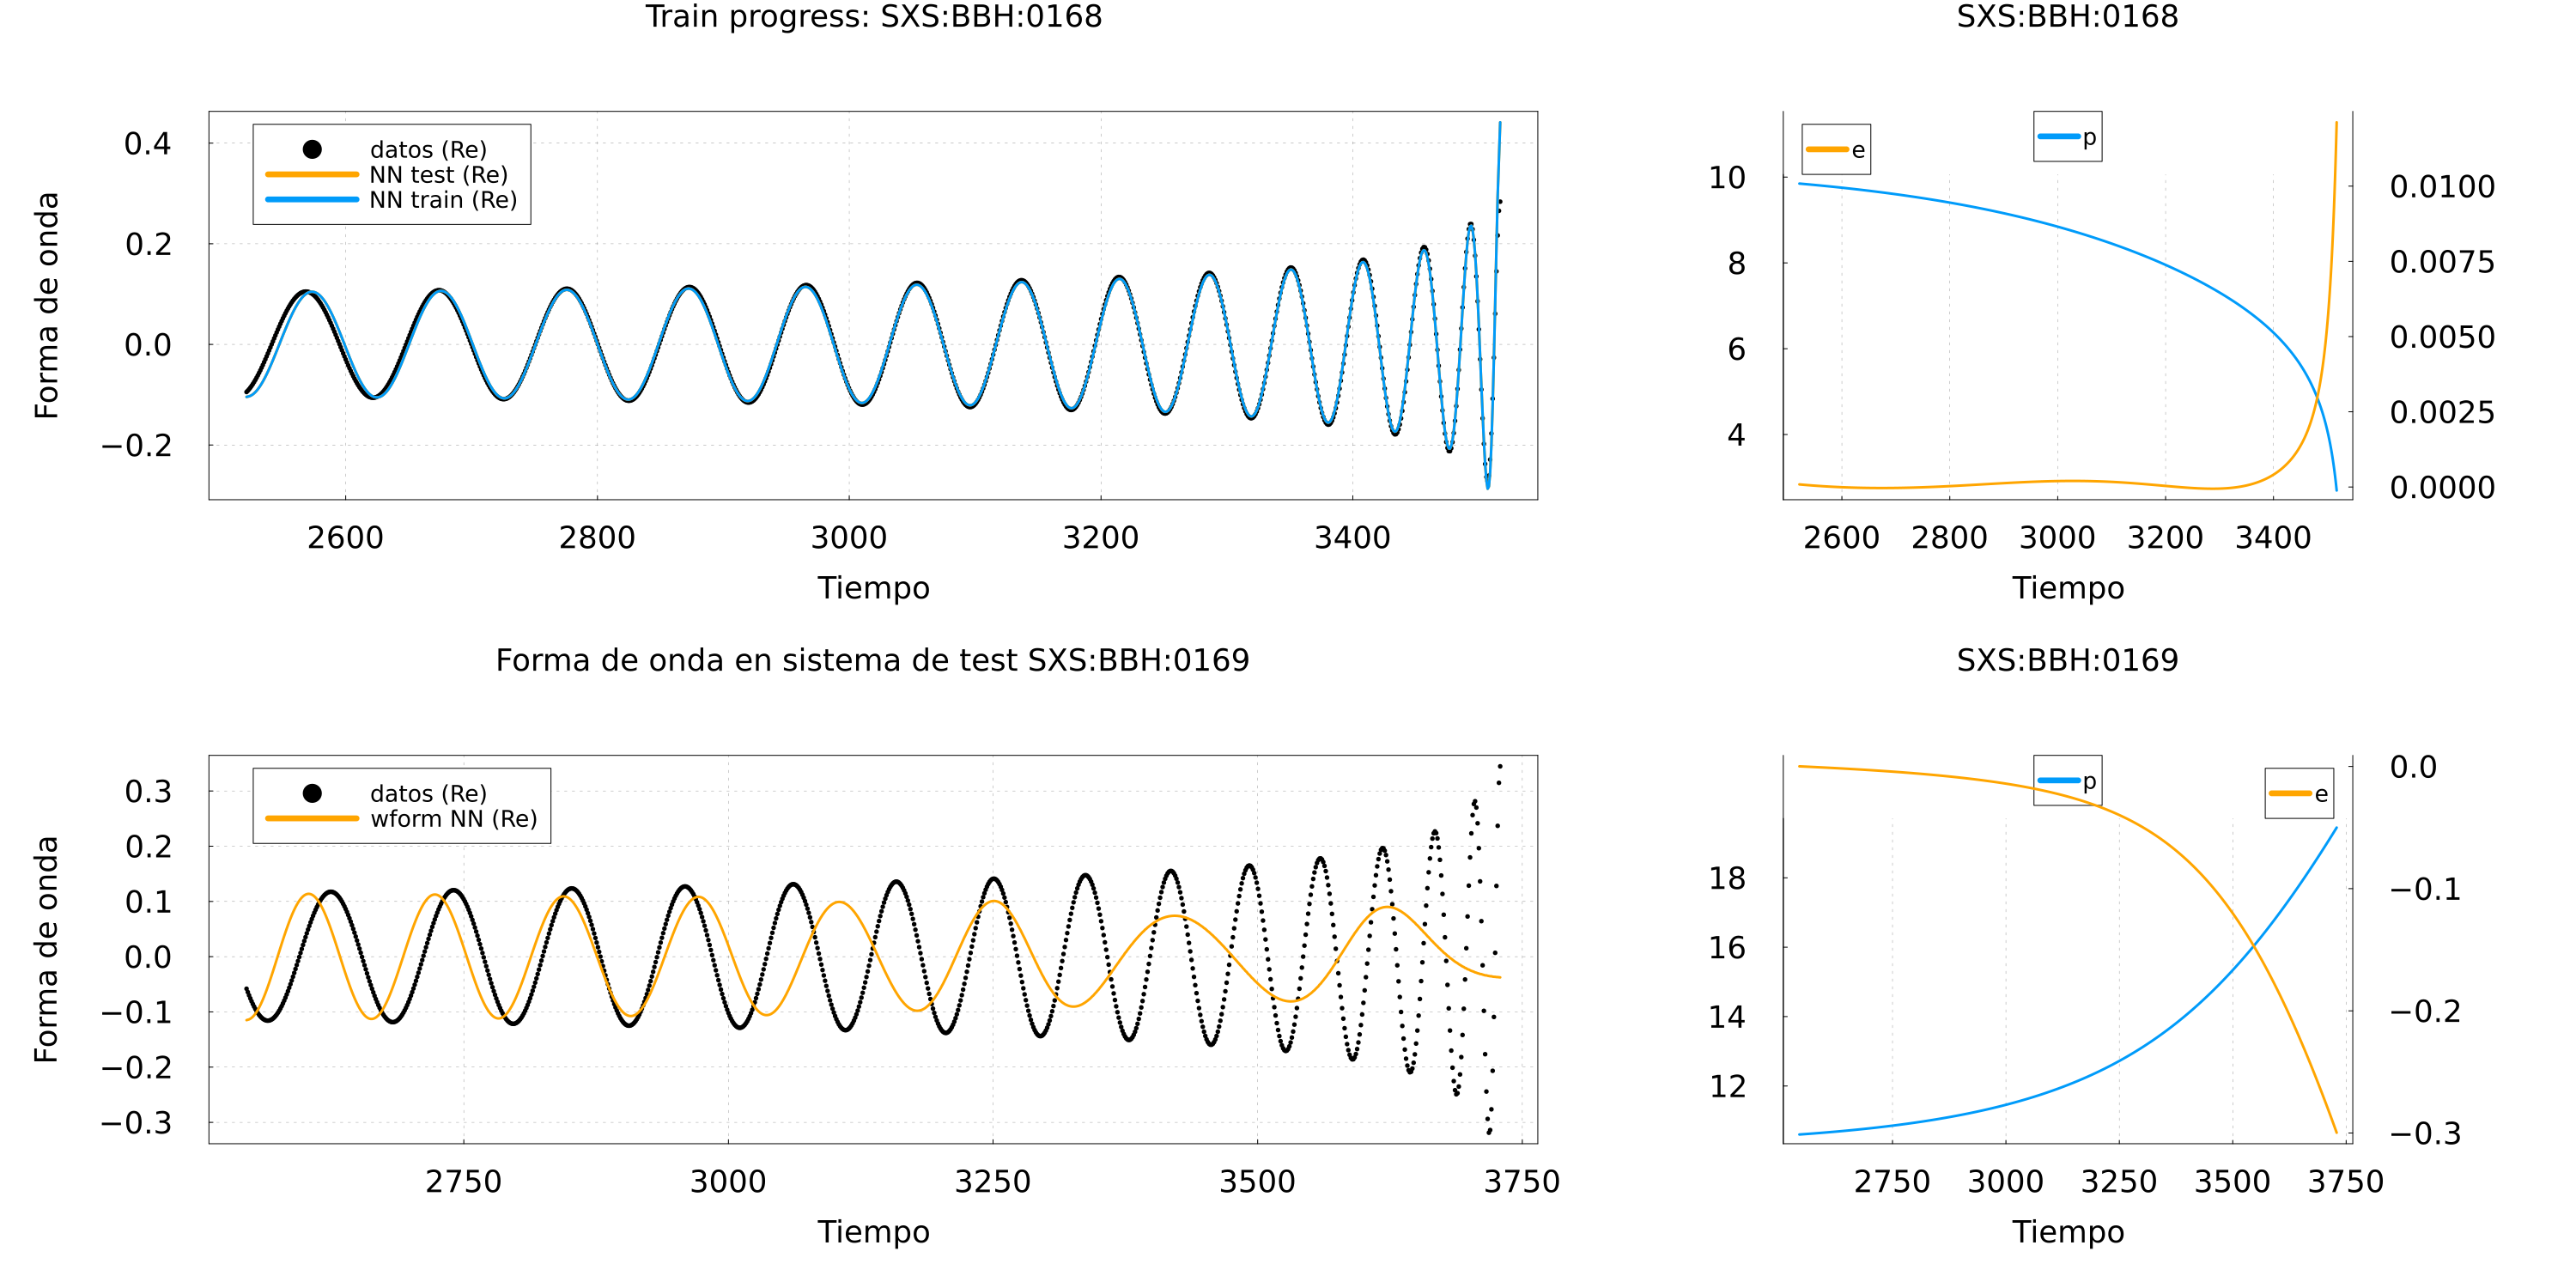 Train progress: SXS:BBH:0168
Forma de onda
0.4
0.2
0.0
−0.2
datos (Re)
NN test (Re)
NN train (Re)
2600 2800 3000 3200 3400
Tiempo
SXS:BBH:0168
10
8
6
4
e
p
0.0100
0.0075
0.0050
0.0025
0.0000
2600 2800 3000 3200 3400
Tiempo
Forma de onda en sistema de test SXS:BBH:0169
Forma de onda
0.3
0.2
0.1
0.0
−0.1
−0.2
−0.3
datos (Re)
wform NN (Re)
2750 3000 3250 3500 3750
Tiempo
SXS:BBH:0169
18
16
14
12
p
e
0.0
−0.1
−0.2
−0.3
2750 3000 3250 3500 3750
Tiempo